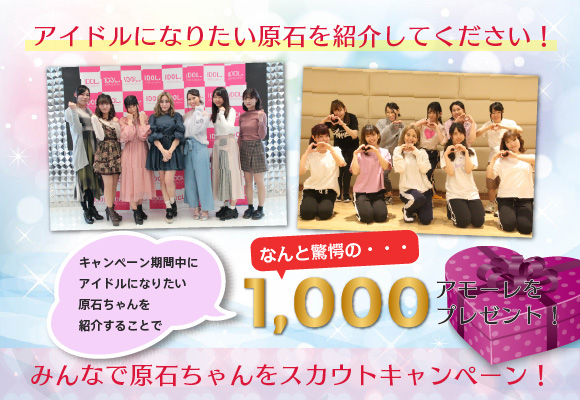 アイドルになりたい原石を紹介してください！
IDOL
キャンペーン期間中に
アイドルになりたい
原石ちゃんを
紹介することで
なんと驚愕の・・・
1,000
アモーレを
プレゼント！
みんなで原石ちゃんをスカウトキャンペーン！